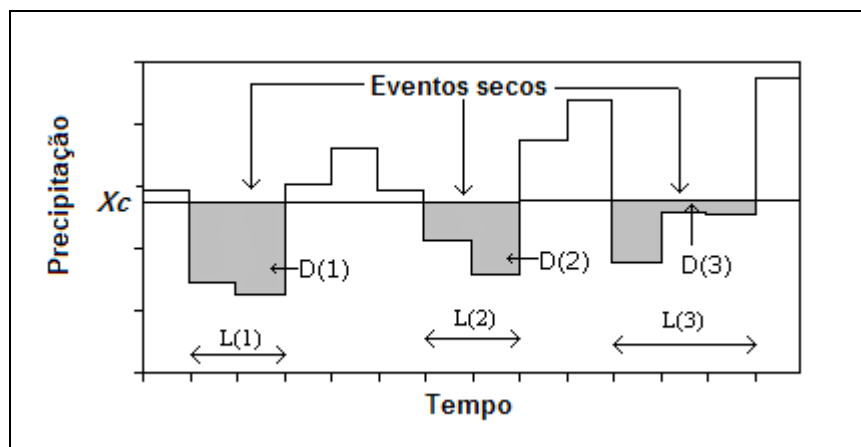 Eventos secos
Precipitação
Xc
D(1)
D(2)
D(3)
L(1)
L(2)
L(3)
Tempo